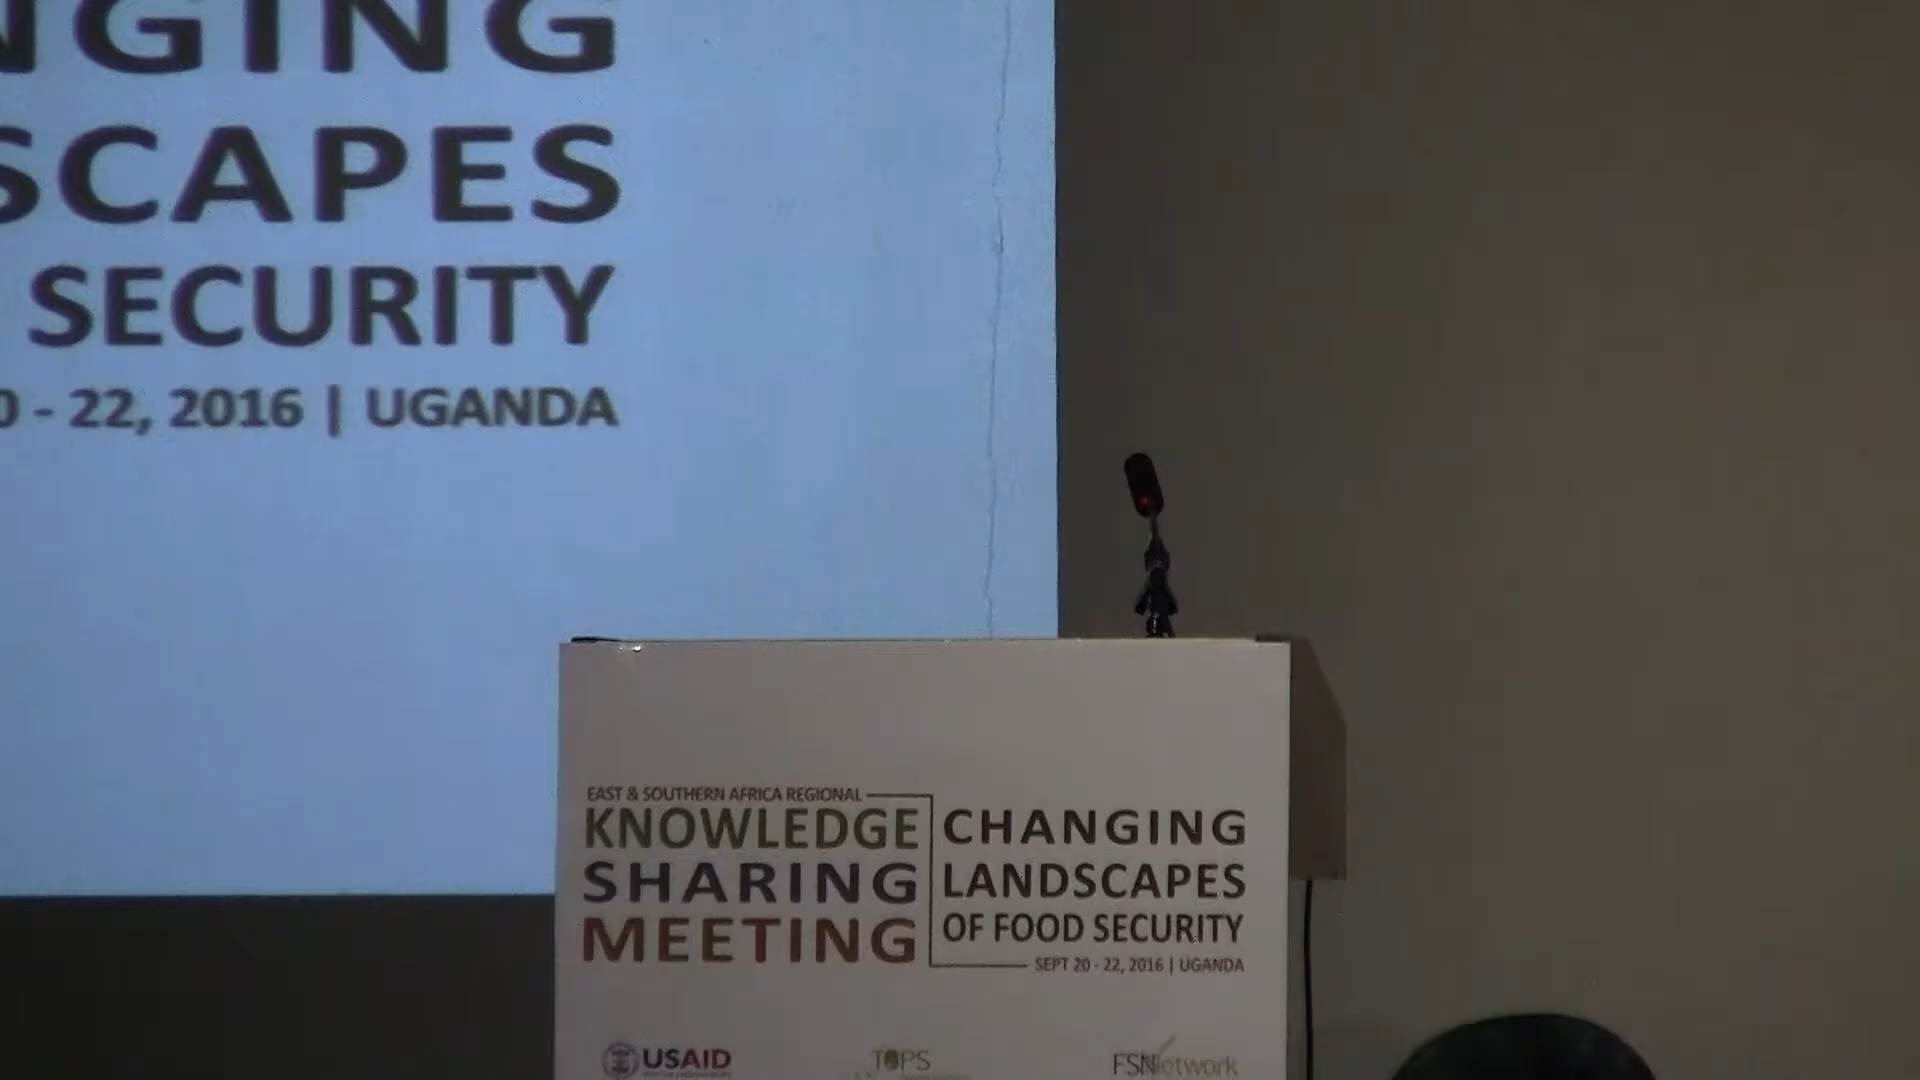 NGING
SCAPES
SECURITY
0 - 22, 2016 | UGANDA
EAST & SOUTHERN AFRICA REGIONAL
KNOWLEDGE
SHARING
MEETING
CHANGING
LANDSCAPES
OF FOOD SECURITY
SEPT 20 - 22, 2016 | UGANDA
USAID
TOPS
FSNetwork